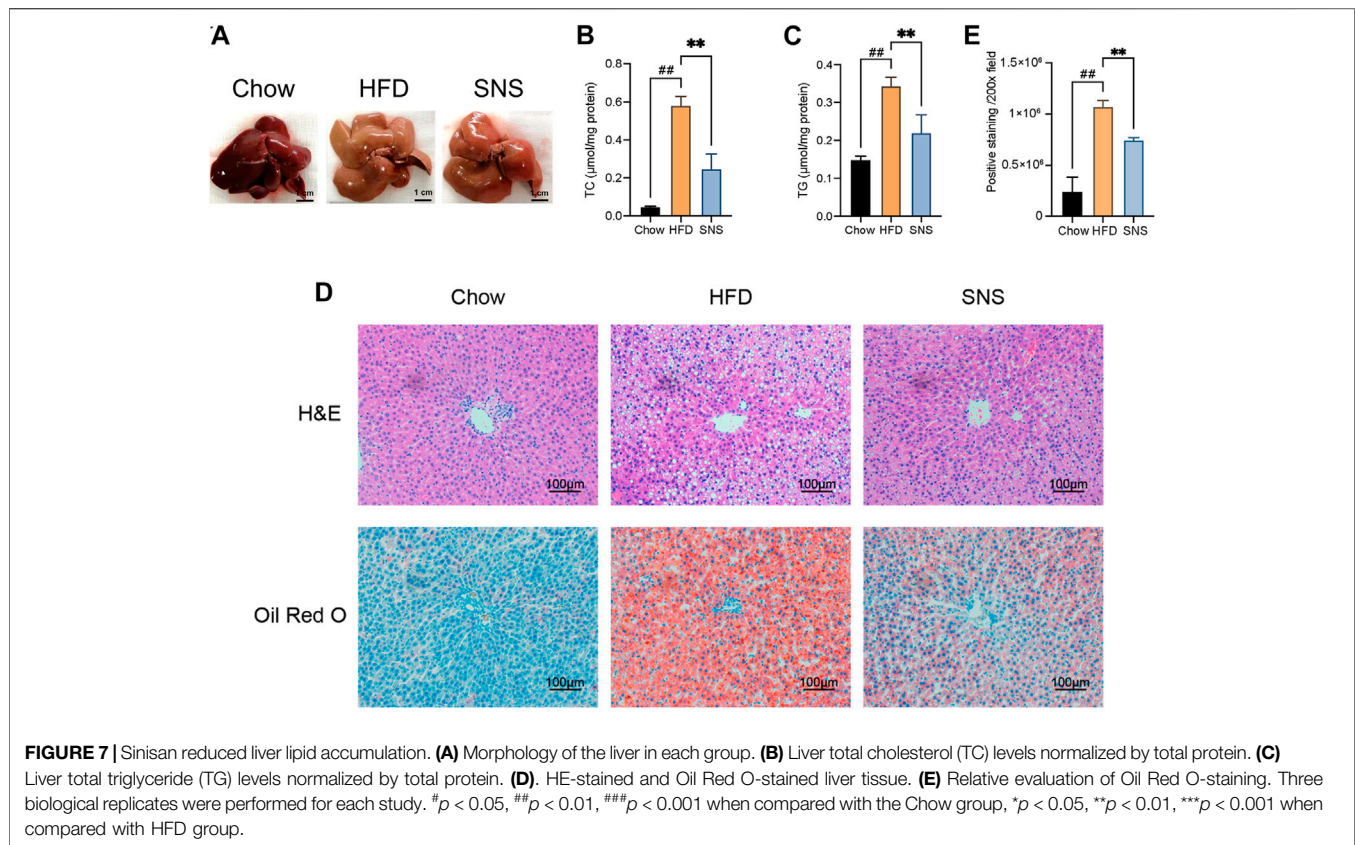 A
Chow
HFD
SNS
1 cm
1 cm
1 cm
B
TC (μmol/mg protein)
0.8
0.6
0.4
0.2
0.0
##
**
Chow HFD SNS
C
TG (μmol/mg protein)
0.4
0.3
0.2
0.1
0.0
##
**
Chow HFD SNS
E
Positive staining /200x field
1.5×10⁶
1×10⁶
0.5×10⁶
0
##
**
Chow HFD SNS
D
Chow
HFD
SNS
H&E
100μm
100μm
100μm
Oil Red O
100μm
100μm
100μm
FIGURE 7 | Sinisan reduced liver lipid accumulation. (A) Morphology of the liver in each group. (B) Liver total cholesterol (TC) levels normalized by total protein. (C)
Liver total triglyceride (TG) levels normalized by total protein. (D). HE-stained and Oil Red O-stained liver tissue. (E) Relative evaluation of Oil Red O-staining. Three
biological replicates were performed for each study. #p < 0.05, ##p < 0.01, ###p < 0.001 when compared with the Chow group, *p < 0.05, **p < 0.01, ***p < 0.001 when
compared with HFD group.